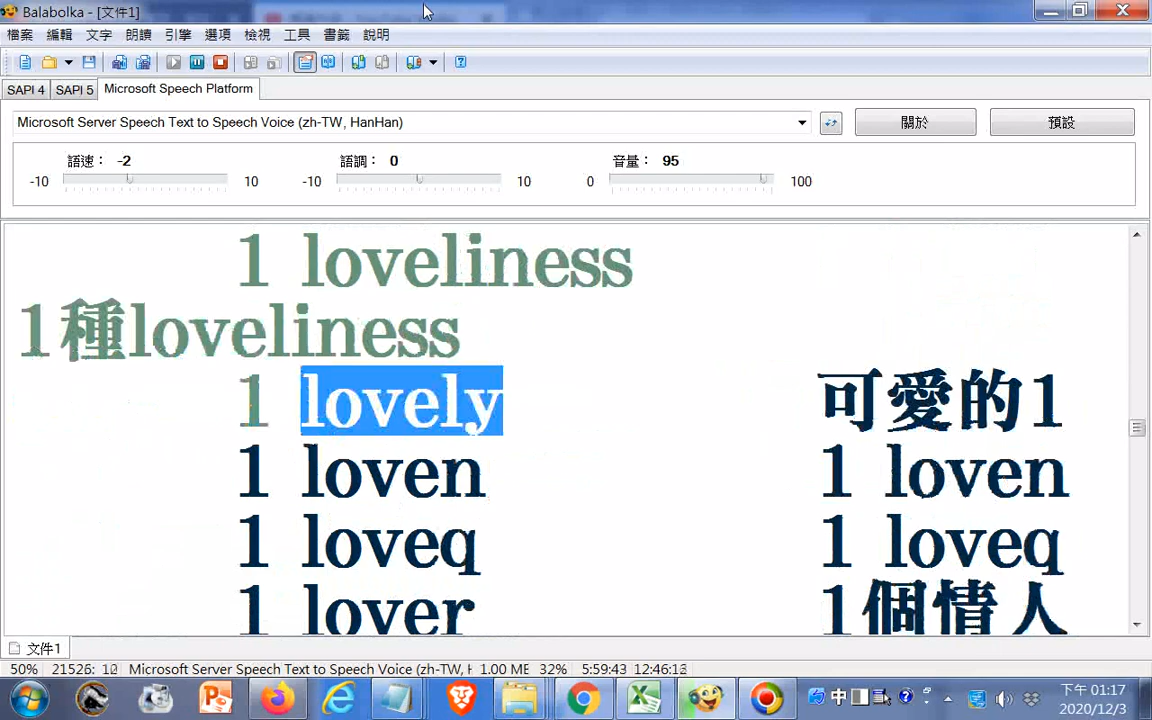 Balabolka - [文件1]
檔案 編輯 文字 朗讀 引擎 選項 檢視 工具 書籤 說明
SAPI 4 SAPI 5 Microsoft Speech Platform
Microsoft Server Speech Text to Speech Voice (zh-TW, HanHan) 關於 預設
語速： -2 語調： 0 音量： 95
-10 10 -10 10 0 100
1 loveliness
1種loveliness
1 lovely 可愛的1
1 loven 1 loven
1 loveq 1 loveq
1 lover 1個情人
文件1
50% 21526: 12 Microsoft Server Speech Text to Speech Voice (zh-TW, 1.00 ME 32% 5:59:43 12:46:13
中 下午 01:17
2020/12/3